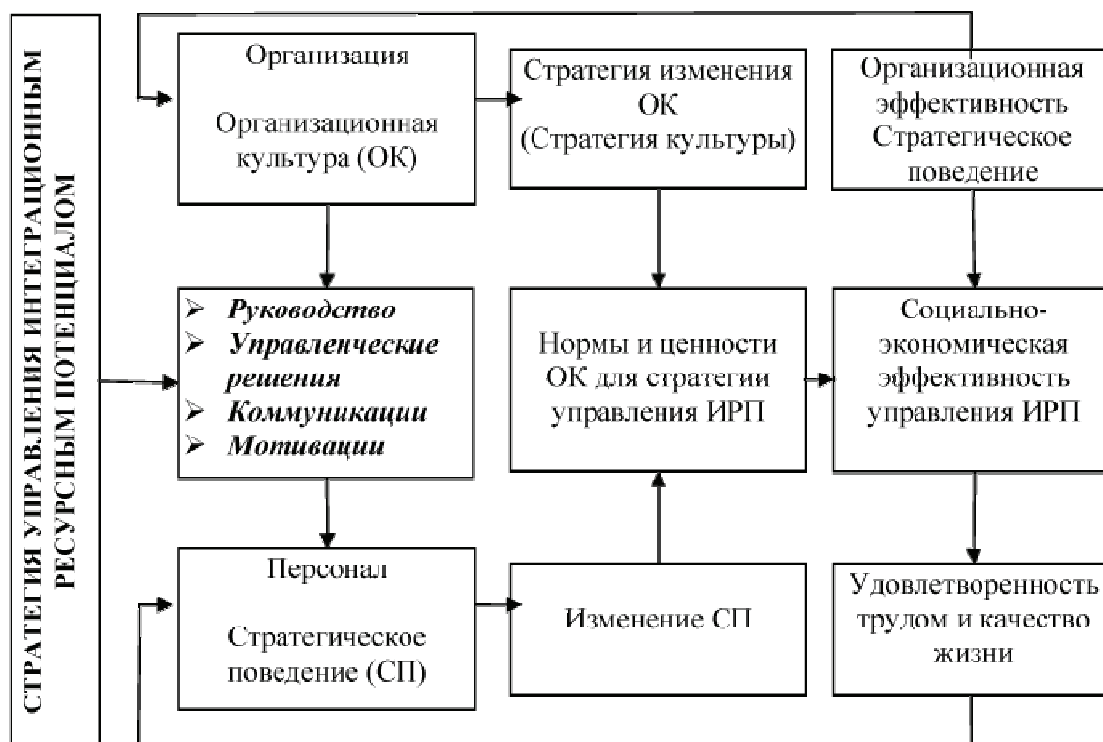 СТРАТЕГИЯ УПРАВЛЕНИЯ ИНТЕГРАЦИОННЫМ
РЕСУРСНЫМ ПОТЕНЦИАЛОМ
Организация
Организационная
культура (ОК)
Стратегия изменения
ОК
(Стратегия культуры)
Организационная
эффективность
Стратегическое
поведение
Руководство
Управленческие
решения
Коммуникации
Мотивации
Нормы и ценности
ОК для стратегии
управления ИРП
Социально-
экономическая
эффективность
управления ИРП
Персонал
Стратегическое
поведение (СП)
Изменение СП
Удовлетворенность
трудом и качество
жизни